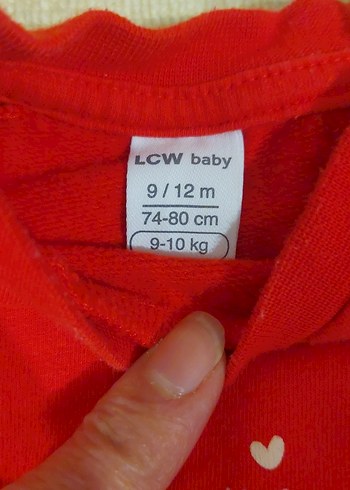 LCW baby
9 / 12 m
74-80 cm
9-10 kg